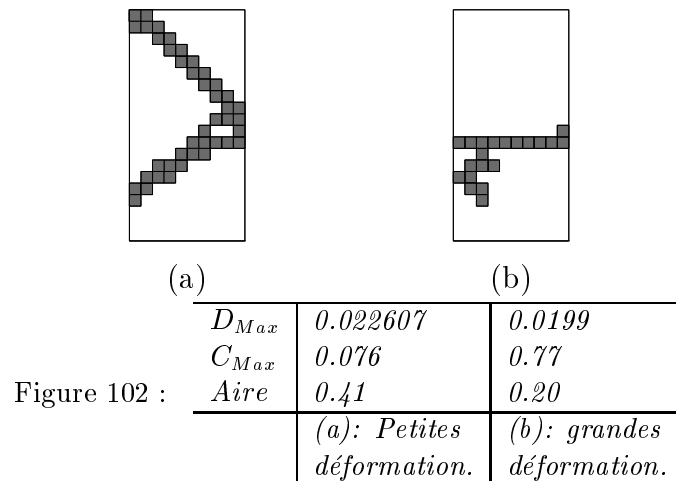 (a) (b)
D_Max 0.022607 0.0199
C_Max 0.076 0.77
Figure 102 : Aire 0.41 0.20
(a): Petites (b): grandes
déformation. déformation.